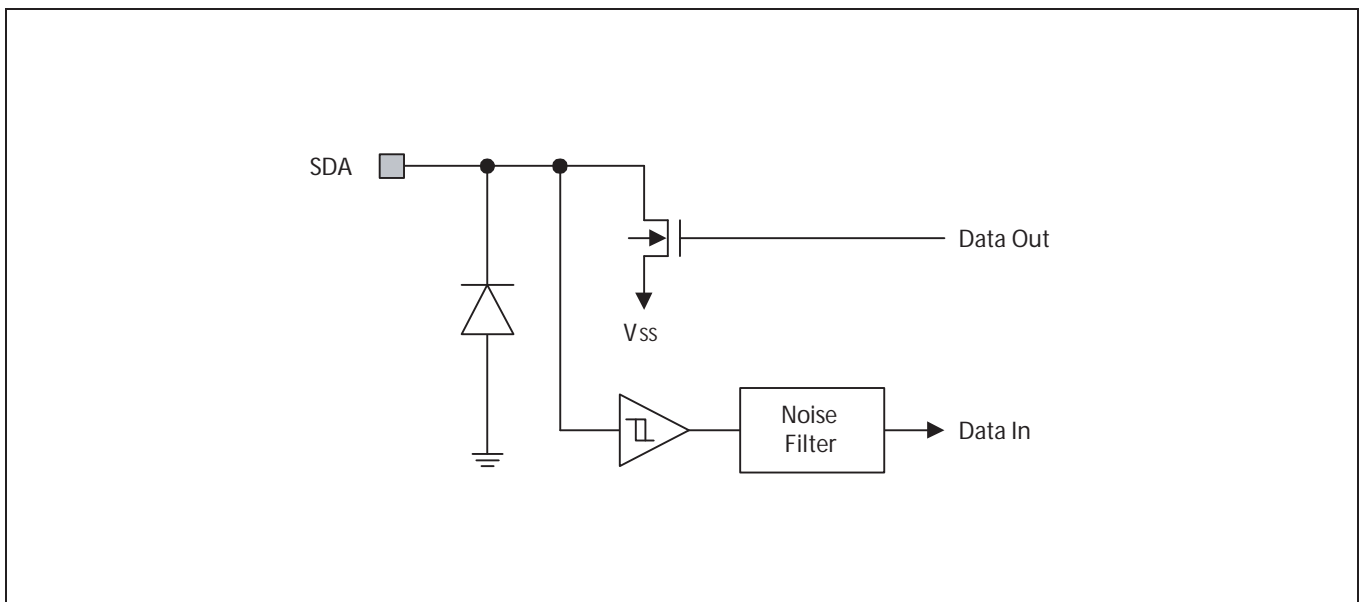 SDA
Data Out
Vss
Noise
Filter
Data In